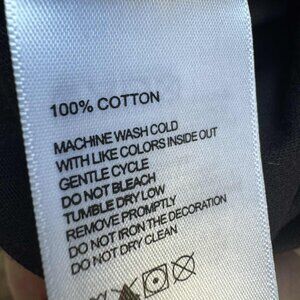 100% COTTON
MACHINE WASH COLD
WITH LIKE COLORS INSIDE OUT
GENTLE CYCLE
DO NOT BLEACH
TUMBLE DRY LOW
REMOVE PROMPTLY
DO NOT IRON THE DECORATION
DO NOT DRY CLEAN